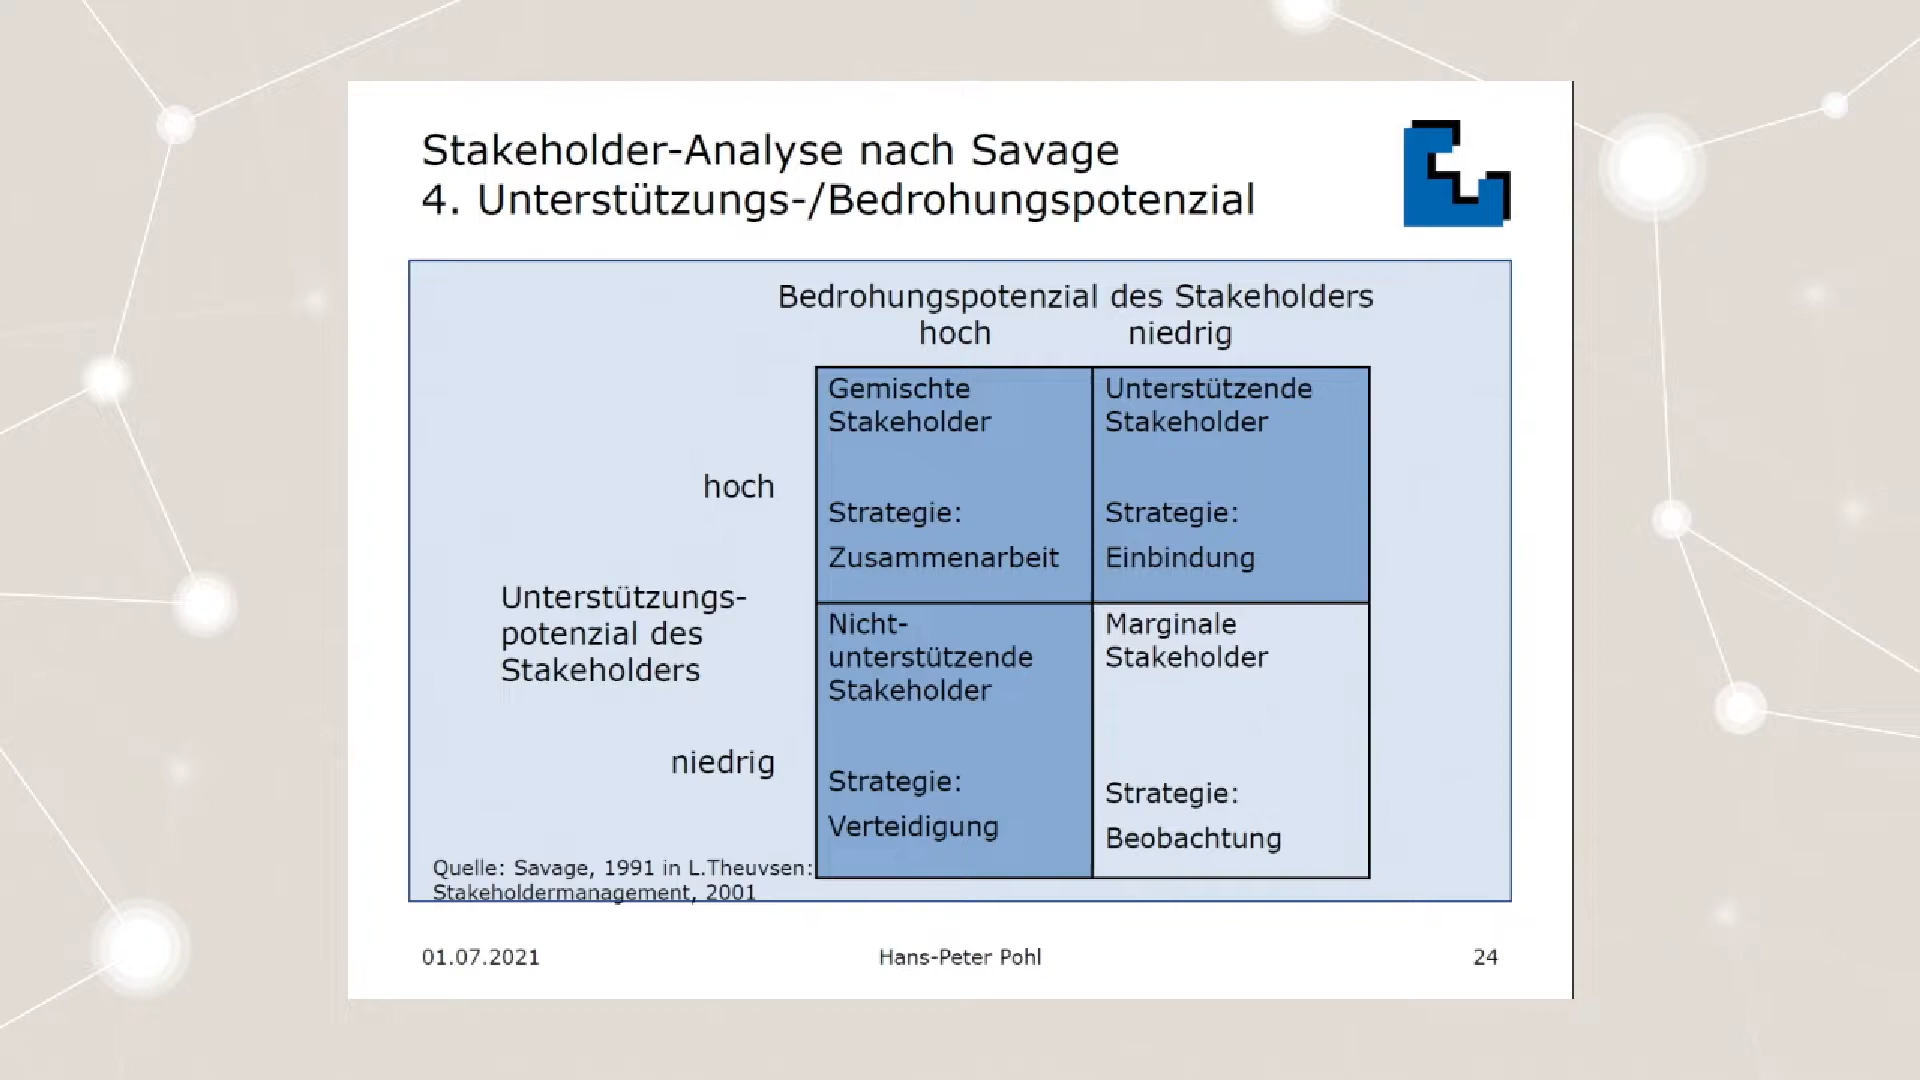 Stakeholder-Analyse nach Savage
4. Unterstützungs-/Bedrohungspotenzial
Bedrohungspotenzial des Stakeholders
hoch niedrig
Gemischte
Stakeholder
Strategie:
Zusammenarbeit
Unterstützende
Stakeholder
Strategie:
Einbindung
hoch
Unterstützungs-
potenzial des
Stakeholders
niedrig
Nicht-
unterstützende
Stakeholder
Strategie:
Verteidigung
Marginale
Stakeholder
Strategie:
Beobachtung
Quelle: Savage, 1991 in L.Theuvsen:
Stakeholdermanagement, 2001
01.07.2021 Hans-Peter Pohl 24